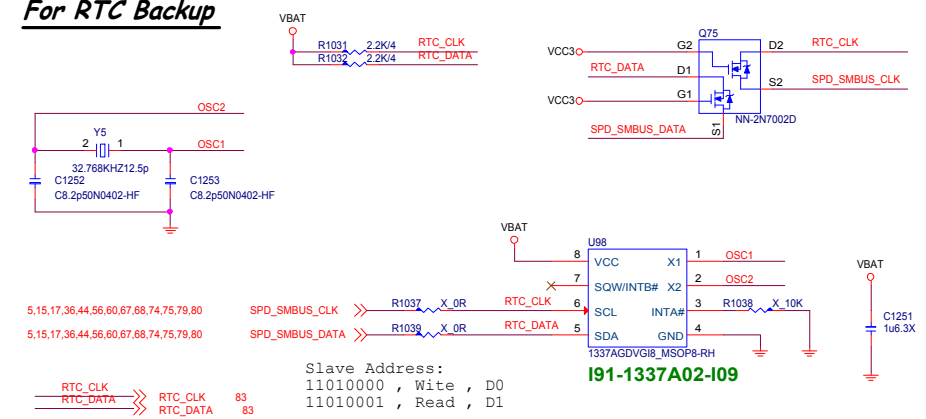 For RTC Backup
VBAT
R1031 2.2K/4 RTC_CLK
R1032 2.2K/4 RTC_DATA
Q75
VCC3 G2 D2 RTC_CLK
RTC_DATA D1
S2 SPD_SMBUS_CLK
VCC3 G1
NN-2N7002D
SPD_SMBUS_DATA S1
OSC2
Y5
2 1 OSC1
32.768KHZ12.5p
C1252 C1253
C8.2p50N0402-HF C8.2p50N0402-HF
VBAT
U98
8 VCC X1 1 OSC1
7 SQW/INTB# X2 2 OSC2
5,15,17,36,44,56,60,67,68,74,75,79,80 SPD_SMBUS_CLK R1037 X_0R RTC_CLK 6 SCL INTA# 3 R1038 X_10K
5,15,17,36,44,56,60,67,68,74,75,79,80 SPD_SMBUS_DATA R1039 X_0R RTC_DATA 5 SDA GND 4
1337AGDVGI8_MSOP8-RH
I91-1337A02-I09
VBAT
C1251
1u6.3X
Slave Address:
11010000 , Wite , D0
11010001 , Read , D1
RTC_CLK RTC_CLK 83
RTC_DATA RTC_DATA 83